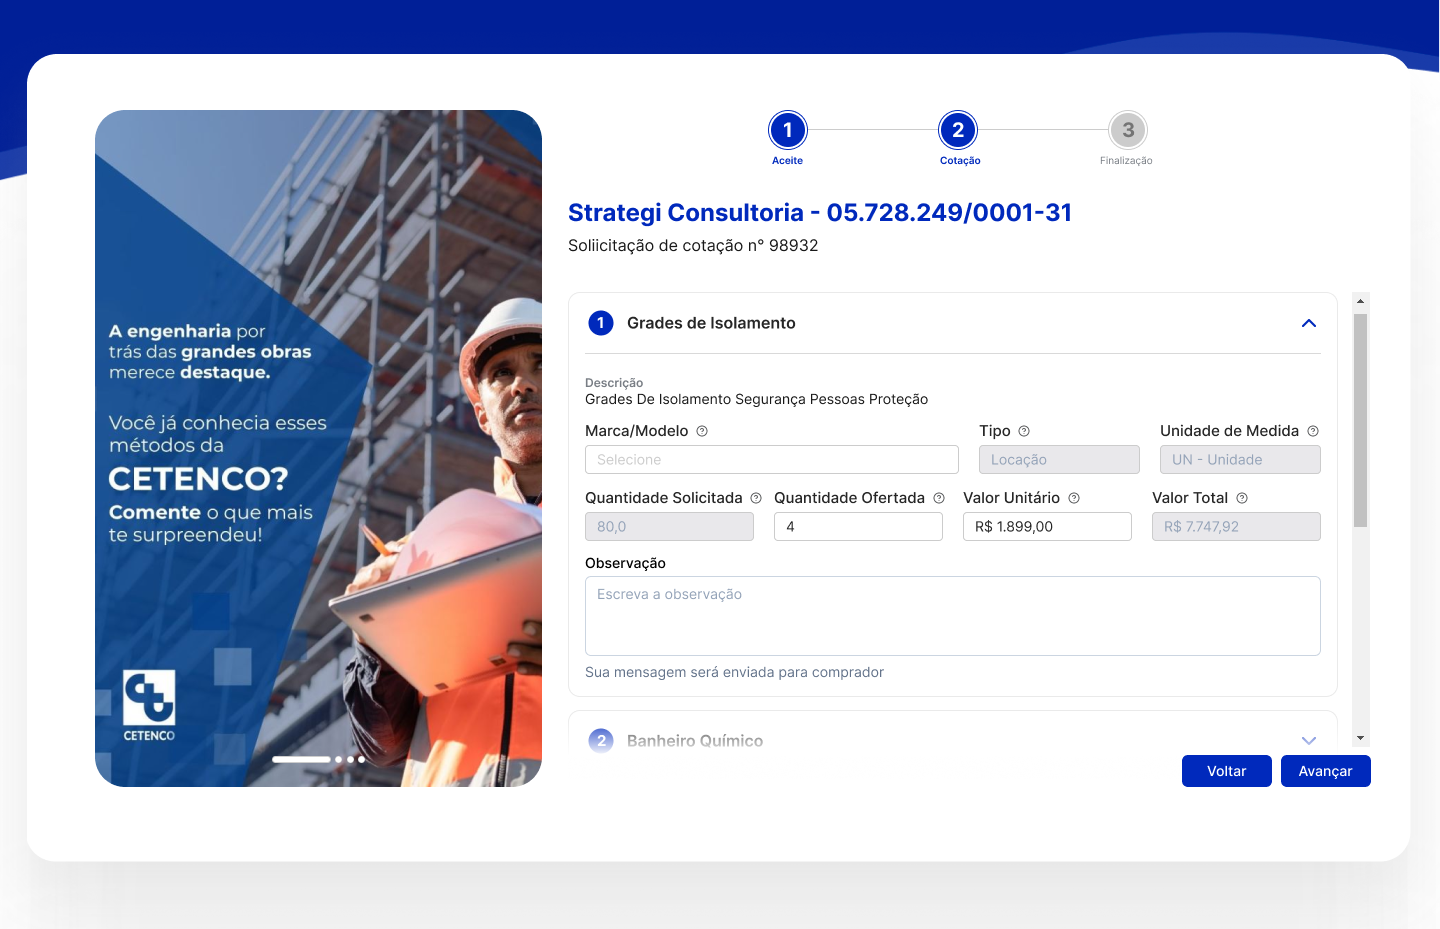 A engenharia por
trás das grandes obras
merece destaque.
Você já conhecia esses
métodos da
CETENCO?
Comente o que mais
te surpreendeu!
CETENCO
1
2
3
Aceite
Cotação
Finalização
Strategi Consultoria - 05.728.249/0001-31
Soliicitação de cotação n° 98932
1 Grades de Isolamento
Descrição
Grades De Isolamento Segurança Pessoas Proteção
Marca/Modelo
Tipo
Unidade de Medida
Selecione
Locação
UN - Unidade
Quantidade Solicitada
Quantidade Ofertada
Valor Unitário
Valor Total
80,0
4
R$ 1.899,00
R$ 7.747,92
Observação
Escreva a observação
Sua mensagem será enviada para comprador
2 Banheiro Químico
Voltar
Avançar